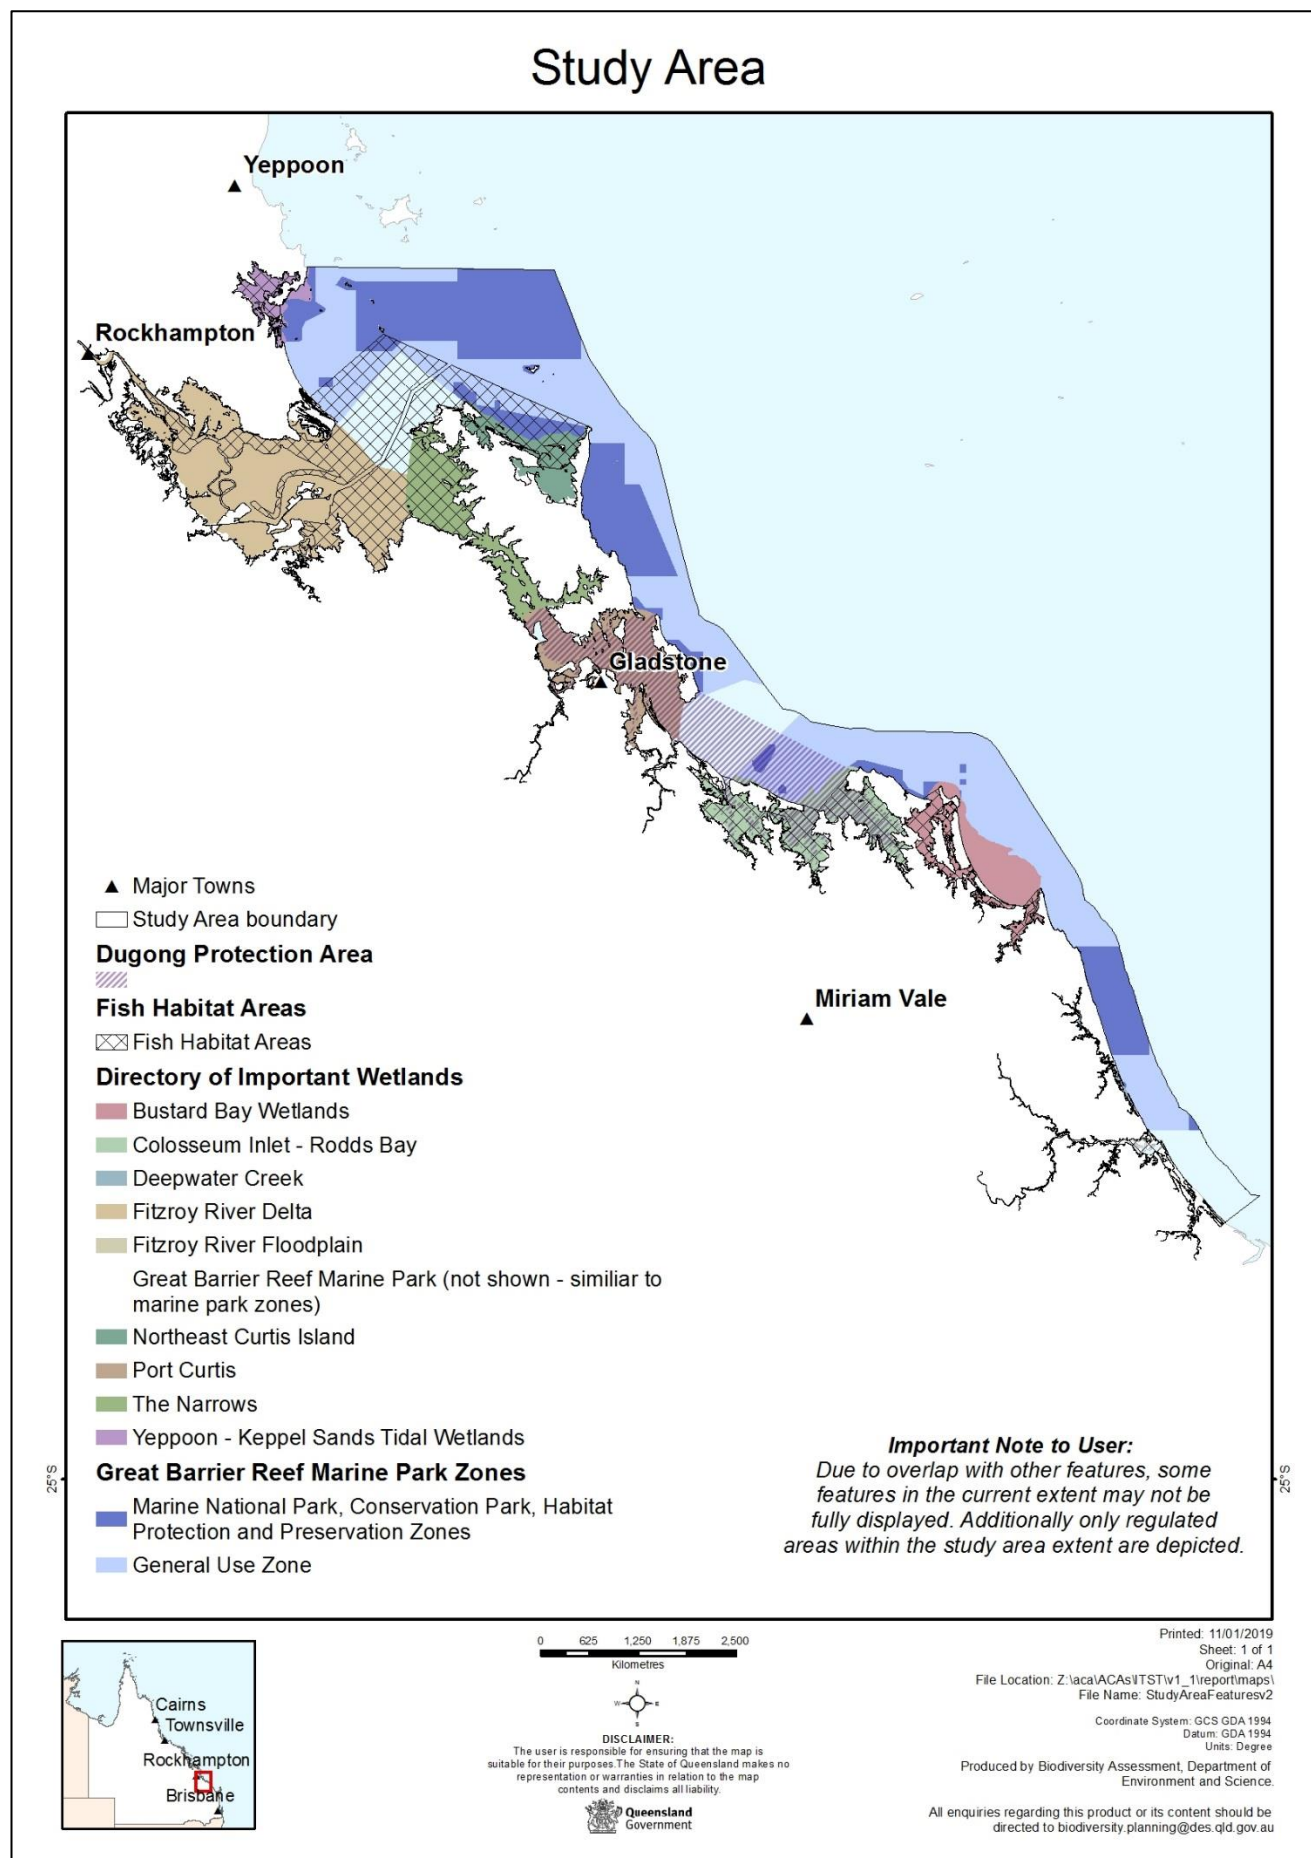 Study Area
Yeppoon
Rockhampton
Gladstone
Miriam Vale
Major Towns
Study Area boundary
Dugong Protection Area
Fish Habitat Areas
Fish Habitat Areas
Directory of Important Wetlands
Bustard Bay Wetlands
Colosseum Inlet - Rodds Bay
Deepwater Creek
Fitzroy River Delta
Fitzroy River Floodplain
Great Barrier Reef Marine Park (not shown - similiar to
marine park zones)
Northeast Curtis Island
Port Curtis
The Narrows
Yeppoon - Keppel Sands Tidal Wetlands
Great Barrier Reef Marine Park Zones
Marine National Park, Conservation Park, Habitat
Protection and Preservation Zones
General Use Zone
Important Note to User:
Due to overlap with other features, some
features in the current extent may not be
fully displayed. Additionally only regulated
areas within the study area extent are depicted.
25°S
25°S
Cairns
Townsville
Rockhampton
Brisbane
0 625 1,250 1,875 2,500
Kilometres
N
W E
S
DISCLAIMER:
The user is responsible for ensuring that the map is
suitable for their purposes.The State of Queensland makes no
representation or warranties in relation to the map
contents and disclaims all liability.
Queensland
Government
Printed: 11/01/2019
Sheet: 1 of 1
Original: A4
File Location: Z:\aca\ACAs\ITST\v1_1\report\maps\
File Name: StudyAreaFeaturesv2
Coordinate System: GCS GDA 1994
Datum: GDA 1994
Units: Degree
Produced by Biodiversity Assessment, Department of
Environment and Science.
All enquiries regarding this product or its content should be
directed to biodiversity.planning@des.qld.gov.au